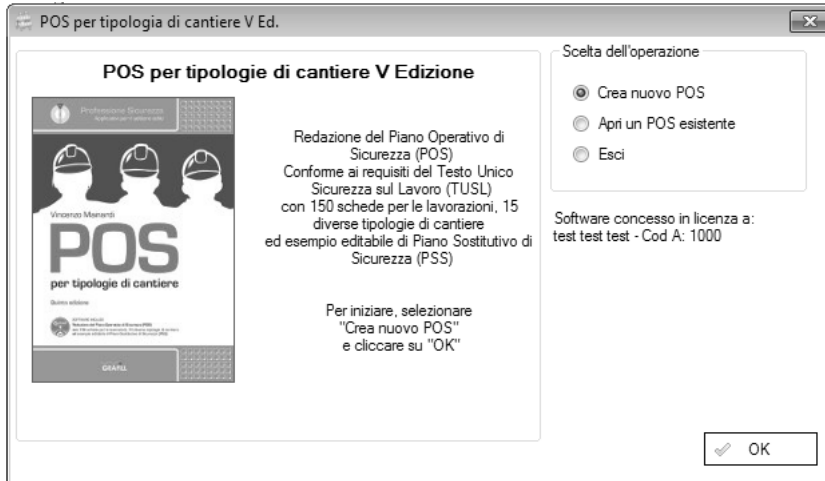 POS per tipologia di cantiere V Ed.
POS per tipologie di cantiere V Edizione
Professione Sicurezza
Vincenzo Mainardi
POS
per tipologie di cantiere
Quinta edizione
SOFTWARE INCLUSO
GRAFILL
Redazione del Piano Operativo di
Sicurezza (POS)
Conforme ai requisiti del Testo Unico
Sicurezza sul Lavoro (TUSL)
con 150 schede per le lavorazioni, 15
diverse tipologie di cantiere
ed esempio editabile di Piano Sostitutivo di
Sicurezza (PSS)
Per iniziare, selezionare
"Crea nuovo POS"
e cliccare su "OK"
Scelta dell'operazione
Crea nuovo POS
Apri un POS esistente
Esci
Software concesso in licenza a:
test test test - Cod A: 1000
OK